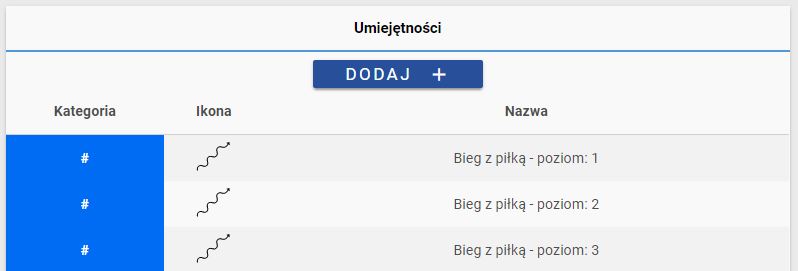 Umiejętności
DODAJ +
Kategoria Ikona Nazwa
# Bieg z piłką - poziom: 1
# Bieg z piłką - poziom: 2
# Bieg z piłką - poziom: 3